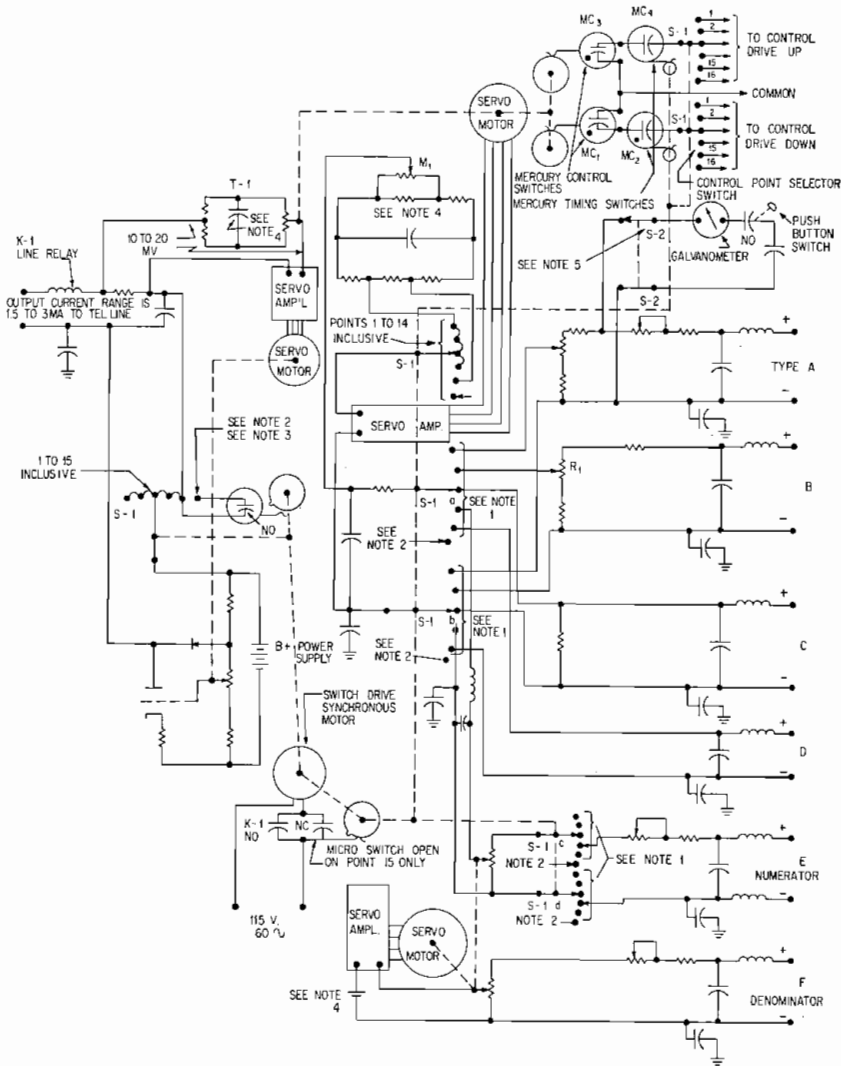 MC3
MC4
S-1
1
2
15
16
TO CONTROL
DRIVE UP
COMMON
SERVO
MOTOR
MC1
MC2
S-1
1
2
15
16
TO CONTROL
DRIVE DOWN
MERCURY CONTROL
SWITCHES
MERCURY TIMING SWITCHES
CONTROL POINT SELECTOR
SWITCH
M1
SEE NOTE 4
T-1
SEE
NOTE
4
10 TO 20
MV
K-1
LINE RELAY
SERVO
AMP'L
OUTPUT CURRENT RANGE IS
1.5 TO 3MA TO TEL LINE
SERVO
MOTOR
S-2
SEE NOTE 5
GALVANOMETER
NO
PUSH
BUTTON
SWITCH
S-2
POINTS 1 TO 14
INCLUSIVE
S-1
SERVO AMP.
+
TYPE A
-
SEE NOTE 2
SEE NOTE 3
1 TO 15
INCLUSIVE
S-1
NO
S-1
a
SEE NOTE
1
SEE
NOTE 2
R1
+
B
-
S-1
b
SEE
NOTE 1
SEE
NOTE 2
+
C
-
B+ POWER
SUPPLY
SWITCH DRIVE
SYNCHRONOUS
MOTOR
+
D
-
K-1
NO
NC
MICRO SWITCH OPEN
ON POINT 15 ONLY
115 V.
60 ∿
S-1
c
NOTE 2
S-1
d
NOTE 2
SEE NOTE 1
+
E
NUMERATOR
-
SERVO
AMPL.
SERVO
MOTOR
SEE NOTE
4
+
F
DENOMINATOR
-